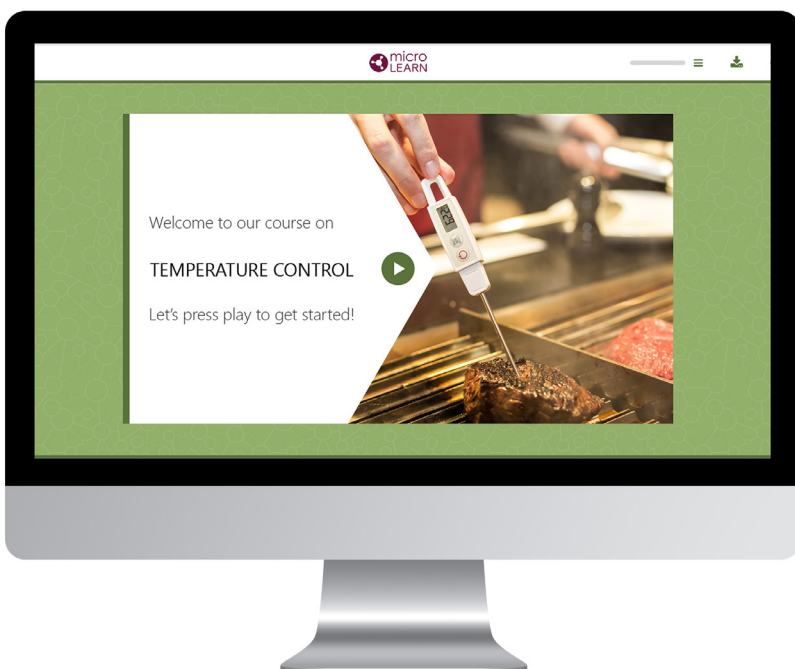 micro
LEARN
Welcome to our course on
TEMPERATURE CONTROL
Let's press play to get started!